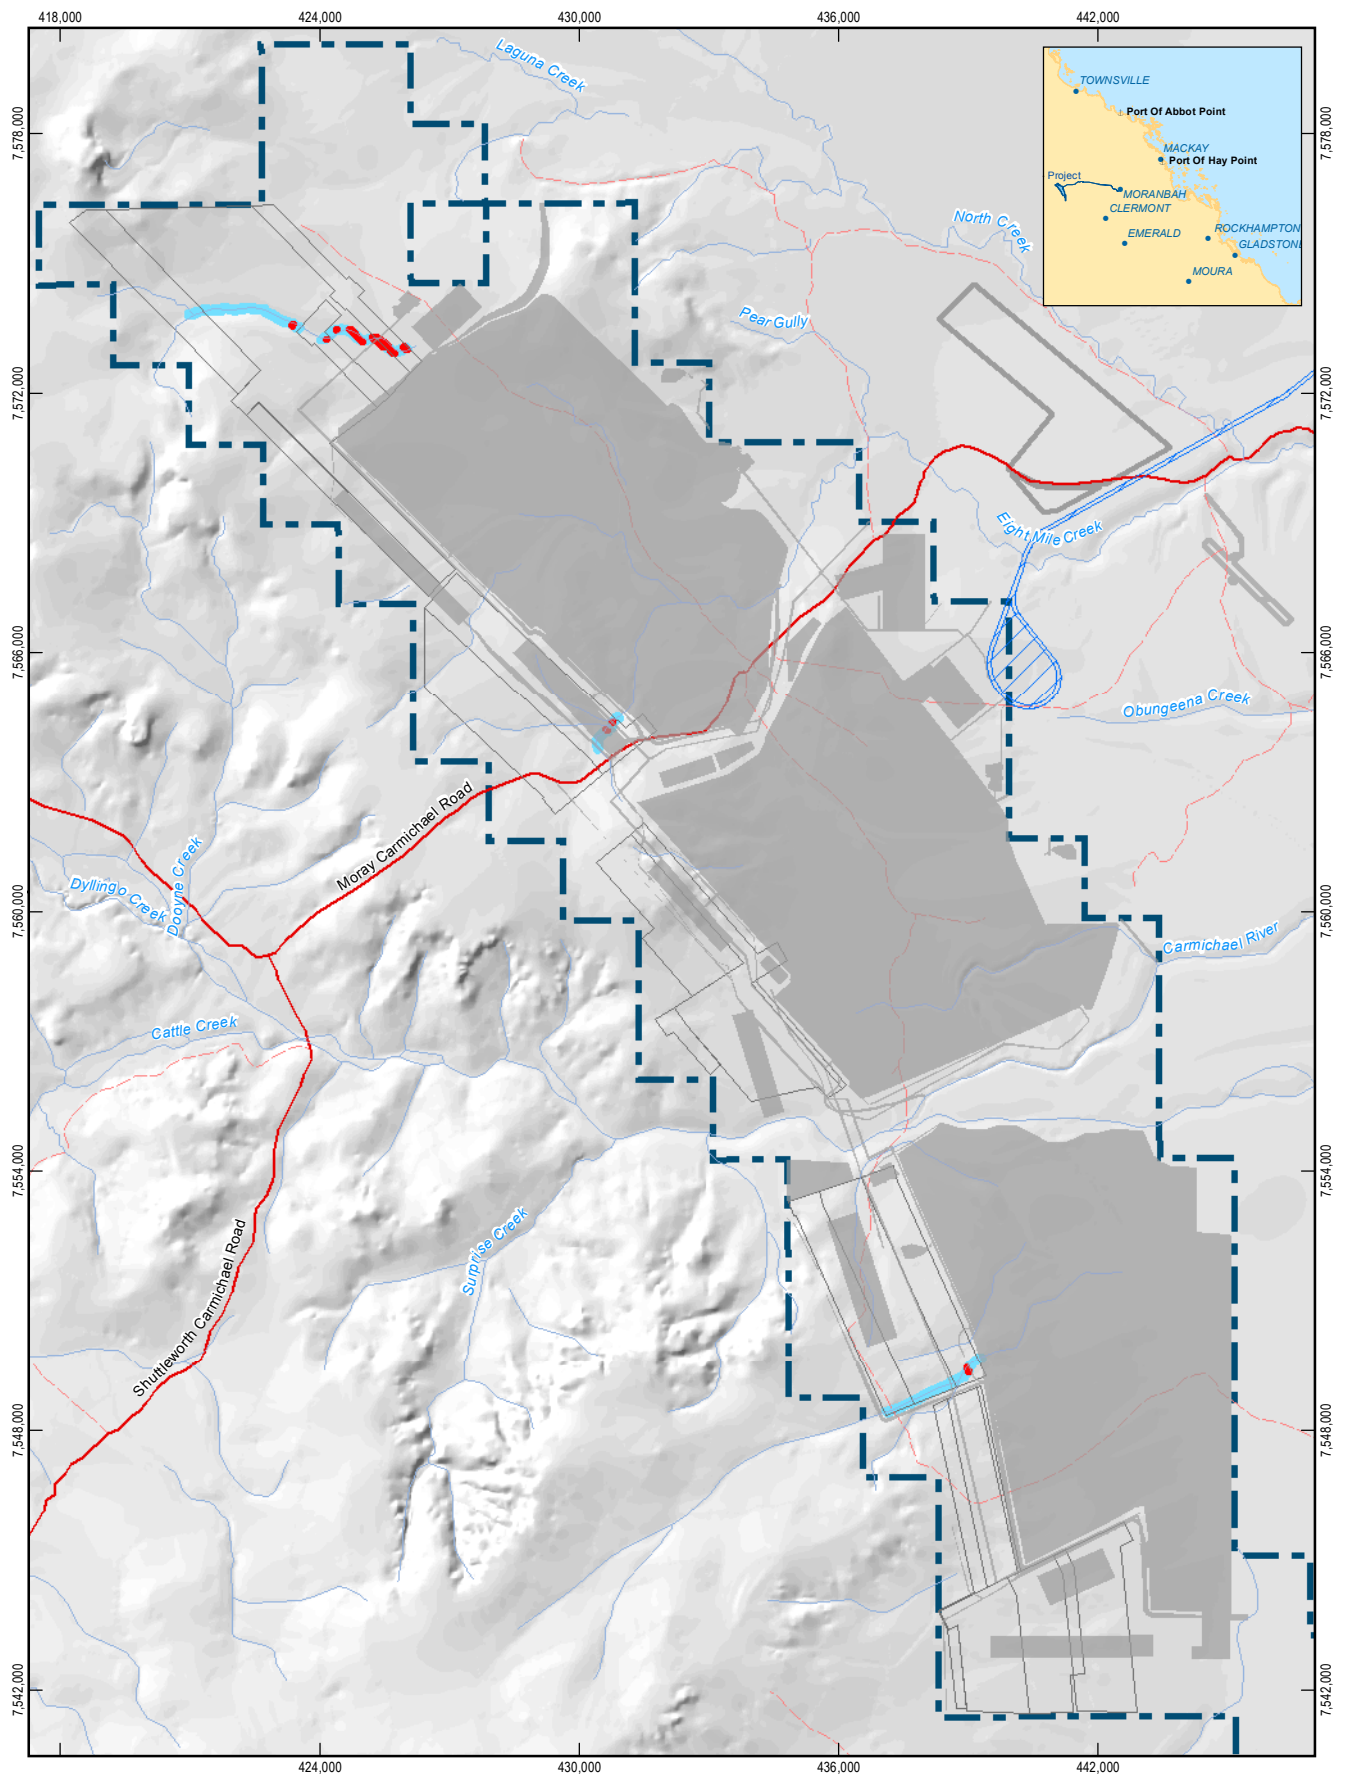 418,000
424,000
430,000
436,000
442,000
Laguna Creek
TOWNSVILLE
Port Of Abbot Point
MACKAY
Port Of Hay Point
Project
MORANBAH
CLERMONT
EMERALD
ROCKHAMPTON
GLADSTONE
MOURA
7,578,000
7,578,000
North Creek
Pear Gully
7,572,000
7,572,000
Eight Mile Creek
7,566,000
7,566,000
Obungeena Creek
Moray Carmichael Road
Dooyne Creek
Dyllingo Creek
7,560,000
7,560,000
Carmichael River
Cattle Creek
7,554,000
7,554,000
Surprise Creek
Shuttleworth Carmichael Road
7,548,000
7,548,000
7,542,000
7,542,000
424,000
430,000
436,000
442,000